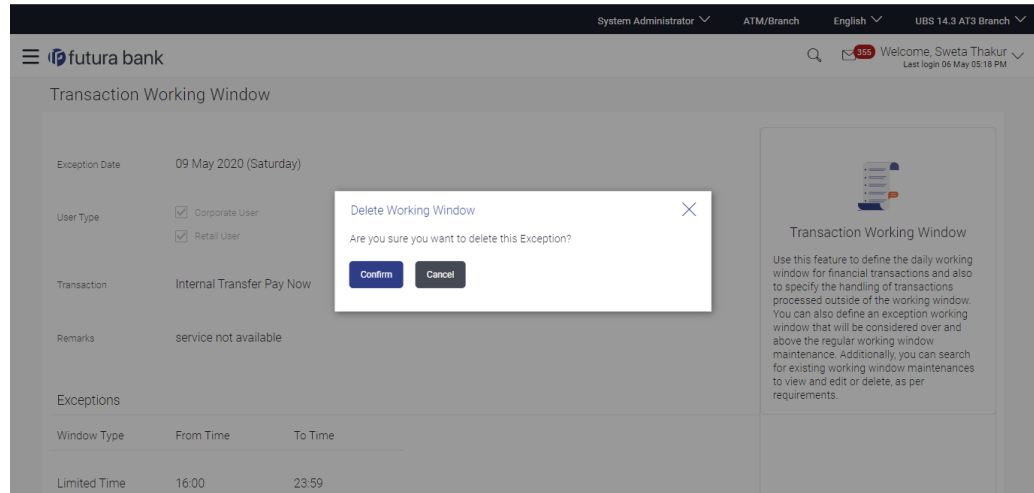 System Administrator ATM/Branch English UBS 14.3 AT3 Branch
futura bank 355 Welcome, Sweta Thakur
Last login 06 May 05:18 PM
Transaction Working Window
Exception Date 09 May 2020 (Saturday)
User Type Corporate User
Retail User
Transaction Internal Transfer Pay Now
Remarks service not available
Exceptions
Window Type From Time To Time
Limited Time 16:00 23:59
Delete Working Window
Are you sure you want to delete this Exception?
Confirm Cancel
Transaction Working Window
Use this feature to define the daily working
window for financial transactions and also
to specify the handling of transactions
processed outside of the working window.
You can also define an exception working
window that will be considered over and
above the regular working window
maintenance. Additionally, you can search
for existing working window maintenances
to view and edit or delete, as per
requirements.